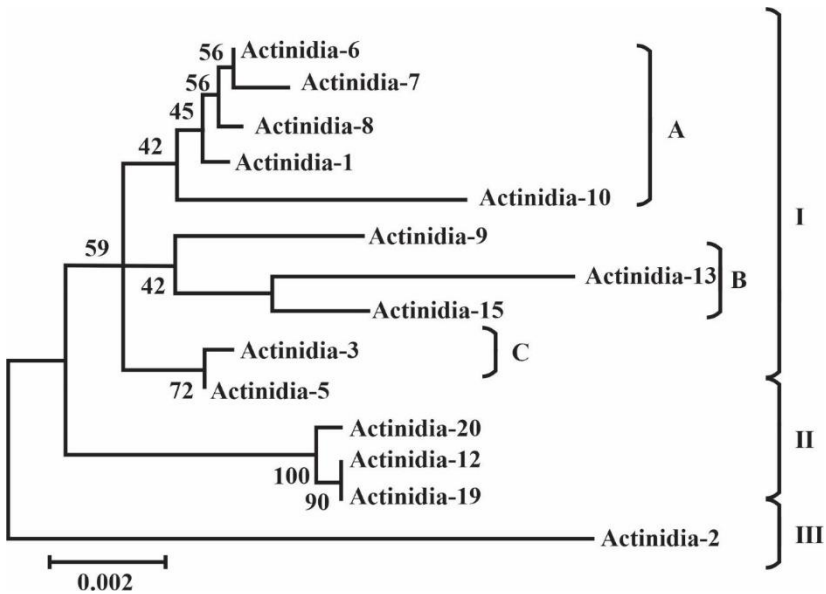 56 Actinidia-6
56 Actinidia-7
45 Actinidia-8
A
42 Actinidia-1
Actinidia-10
I
59 Actinidia-9
42 Actinidia-13 B
Actinidia-15
Actinidia-3 C
72 Actinidia-5
Actinidia-20
II
100 Actinidia-12
90 Actinidia-19
Actinidia-2 III
0.002